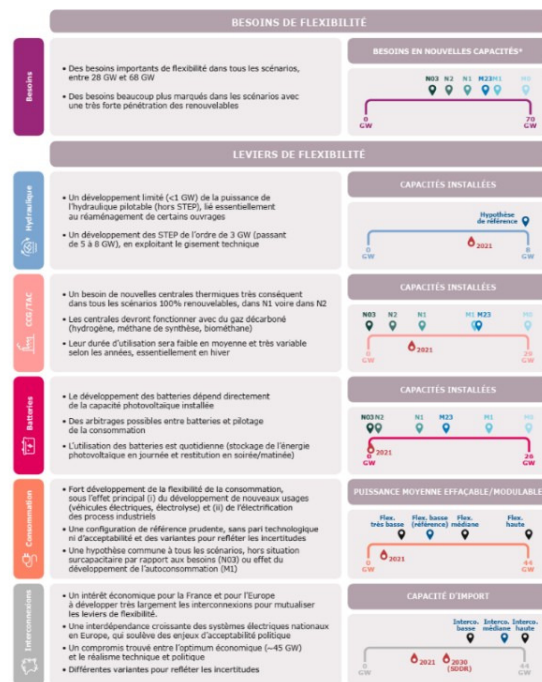 BESOINS DE FLEXIBILITÉ
Besoins
• Des besoins importants de flexibilité dans tous les scénarios,
entre 28 GW et 68 GW
• Des besoins beaucoup plus marqués dans les scénarios avec
une très forte pénétration des renouvelables
BESOINS EN NOUVELLES CAPACITÉS*
N03 N2 N1 M23 M1 M0
0
GW
70
GW
LEVIERS DE FLEXIBILITÉ
Hydraulique
• Un développement limité (<1 GW) de la puissance de
l'hydraulique pilotable (hors STEP), lié essentiellement
au réaménagement de certains ouvrages
• Un développement des STEP de l'ordre de 3 GW (passant
de 5 à 8 GW), en exploitant le gisement technique
CAPACITÉS INSTALLÉES
Hypothèse
de référence
2021
0
GW
8
GW
CCG/TAC
• Un besoin de nouvelles centrales thermiques très conséquent
dans tous les scénarios 100% renouvelables, dans N1 voire dans N2
• Les centrales devront fonctionner avec du gaz décarboné
(hydrogène, méthane de synthèse, biométhane)
• Leur durée d'utilisation sera faible en moyenne et très variable
selon les années, essentiellement en hiver
CAPACITÉS INSTALLÉES
N03 N2 N1 M1 M23 M0
2021
0
GW
GW
Batteries
• Le développement des batteries dépend directement
de la capacité photovoltaïque installée
• Des arbitrages possibles entre batteries et pilotage
de la consommation
• L'utilisation des batteries est quotidienne (stockage de l'énergie
photovoltaïque en journée et restitution en soirée/matinée)
CAPACITÉS INSTALLÉES
N03 N2 N1 M23 M1 M0
2021
0
GW
26
GW
Consommation
• Fort développement de la flexibilité de la consommation,
sous l'effet principal (i) du développement de nouveaux usages
(véhicules électriques, électrolyse) et (ii) de l'électrification
des process industriels
• Une configuration de référence prudente, sans pari technologique
ni d'acceptabilité et des variantes pour refléter les incertitudes
• Une hypothèse commune à tous les scénarios, hors situation
surcapacitaire par rapport aux besoins (N03) ou effet du
développement de l'autoconsommation (M1)
PUISSANCE MOYENNE EFFAÇABLE/MODULABLE
Flex. Flex. basse Flex. Flex.
très basse (référence) médiane haute
2021
0
GW
44
GW
Interconnexions
• Un intérêt économique pour la France et pour l'Europe
à développer très largement les interconnexions pour mutualiser
les leviers de flexibilité.
• Une interdépendance croissante des systèmes électriques nationaux
en Europe, qui soulève des enjeux d'acceptabilité politique
• Un compromis trouvé entre l'optimum économique (~45 GW)
et le réalisme technique et politique
• Différentes variantes pour refléter les incertitudes
CAPACITÉ D'IMPORT
Interco. Interco. Interco.
basse médiane haute
2021 2030
(SDDR)
0
GW
44
GW